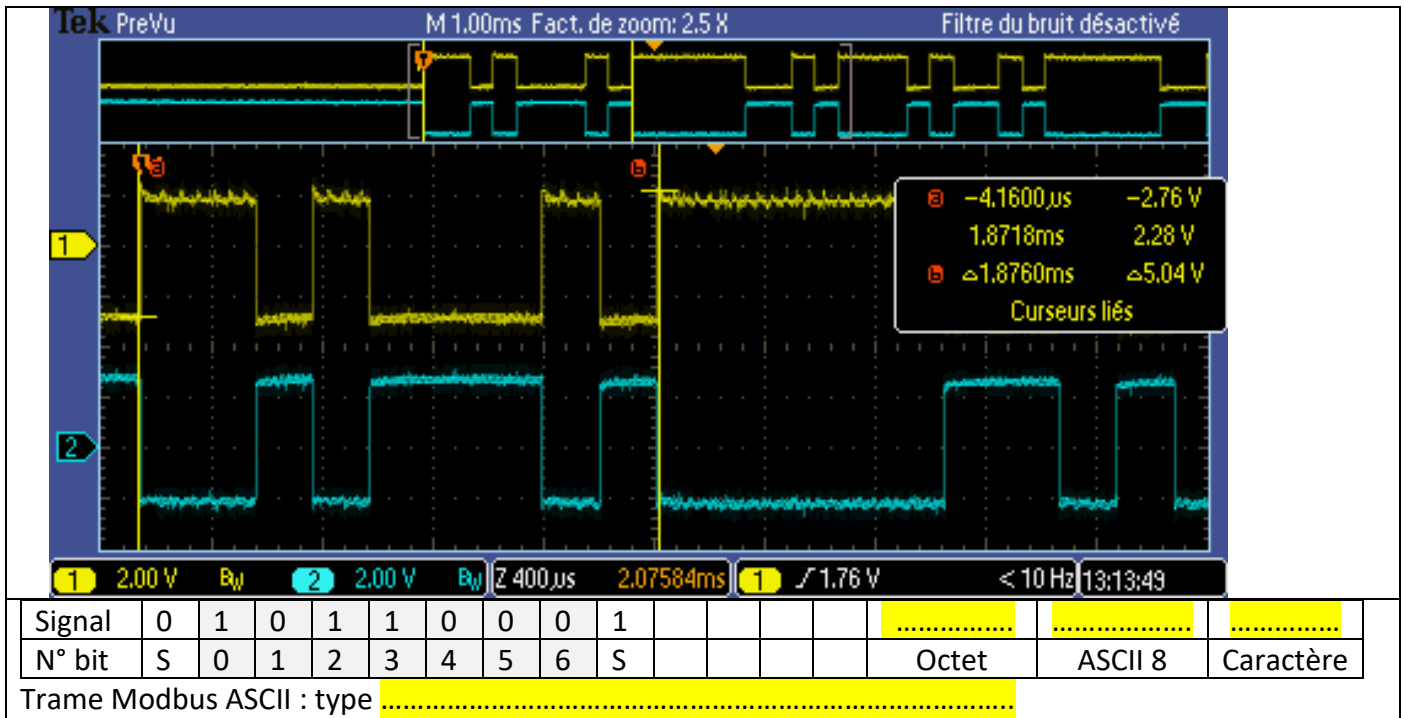 Tek PreVu M 1.00ms Fact. de zoom: 2.5 X Filtre du bruit désactivé
T
T a b
a −4.1600µs −2.76 V
1.8718ms 2.28 V
b △1.8760ms △5.04 V
Curseurs liés
1
2
1 2.00 V BW 2 2.00 V BW Z 400µs 2.07584ms 1 ∫ 1.76 V < 10 Hz 13:13:49
Signal 0 1 0 1 1 0 0 0 1 ……………. ………………. ……………
N° bit S 0 1 2 3 4 5 6 S Octet ASCII 8 Caractère
Trame Modbus ASCII : type …………………………………………………………………………..